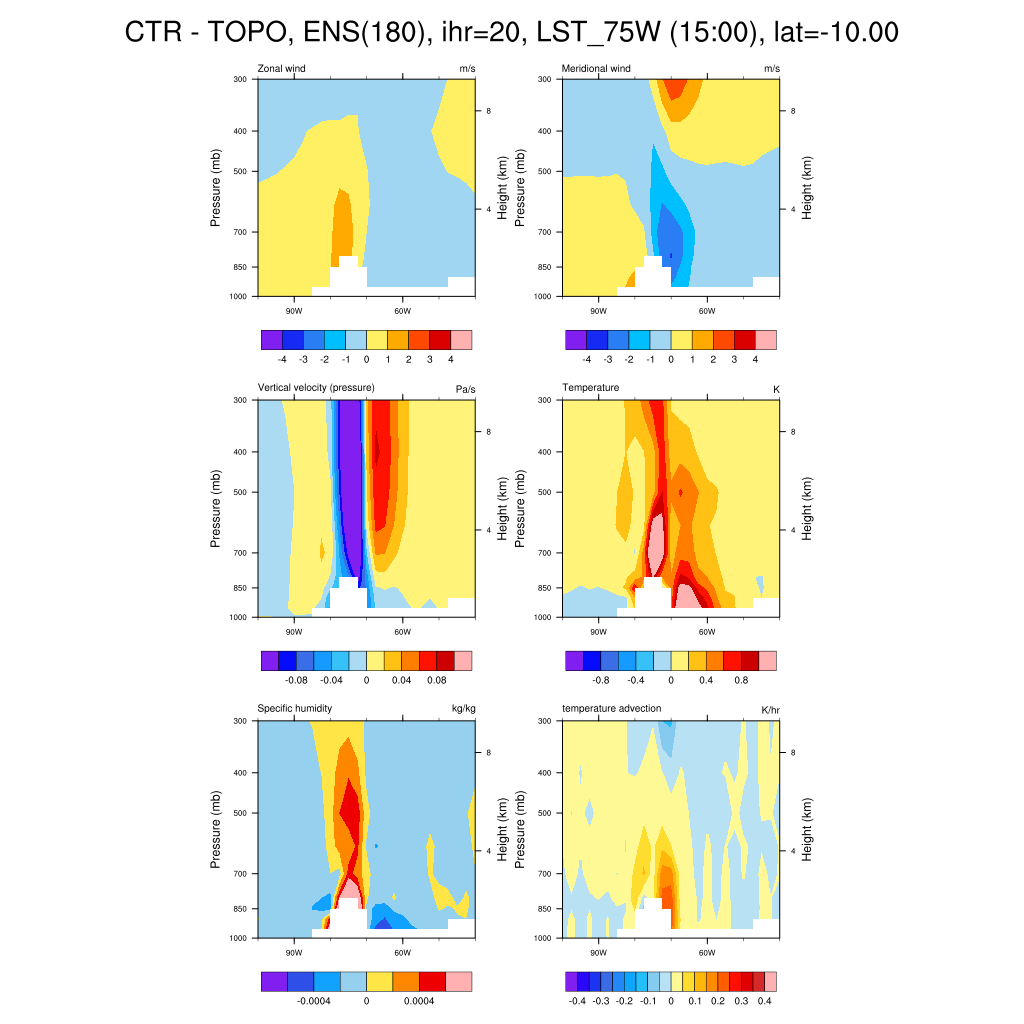 CTR - TOPO, ENS(180), ihr=20, LST_75W (15:00), lat=-10.00
Zonal wind m/s
Pressure (mb)
300
400
500
700
850
1000
8
4
Height (km)
90W 60W
-4 -3 -2 -1 0 1 2 3 4
Meridional wind m/s
Pressure (mb)
300
400
500
700
850
1000
8
4
Height (km)
90W 60W
-4 -3 -2 -1 0 1 2 3 4
Vertical velocity (pressure) Pa/s
Pressure (mb)
300
400
500
700
850
1000
8
4
Height (km)
90W 60W
-0.08 -0.04 0 0.04 0.08
Temperature K
Pressure (mb)
300
400
500
700
850
1000
8
4
Height (km)
90W 60W
-0.8 -0.4 0 0.4 0.8
Specific humidity kg/kg
Pressure (mb)
300
400
500
700
850
1000
8
4
Height (km)
90W 60W
-0.0004 0 0.0004
temperature advection K/hr
Pressure (mb)
300
400
500
700
850
1000
8
4
Height (km)
90W 60W
-0.4 -0.3 -0.2 -0.1 0 0.1 0.2 0.3 0.4